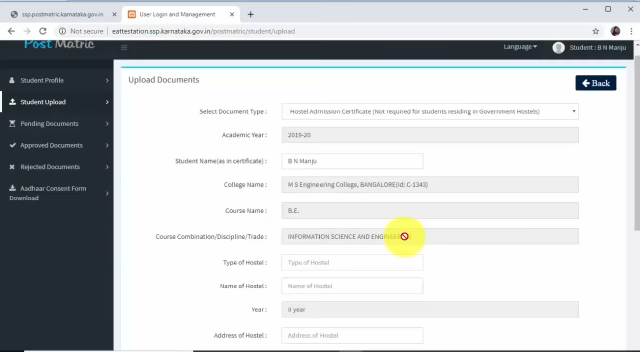 ssp.postmatric.karnataka.gov.in/
User Login and Management
Not secure | eattestation.ssp.karnataka.gov.in/postmatric/student/upload
Post Matric
Language
Student : B N Manju
Student Profile
Student Upload
Pending Documents
Approved Documents
Rejected Documents
Aadhaar Consent Form
Download
Upload Documents
Back
Select Document Type :
Hostel Admission Certificate (Not required for students residing in Government Hostels)
Academic Year :
2019-20
Student Name(as in certificate) :
B N Manju
College Name :
M S Engineering College, BANGALORE(Id: C-1343)
Course Name :
B.E.
Course Combination/Discipline/Trade :
INFORMATION SCIENCE AND
Type of Hostel :
Type of Hostel
Name of Hostel :
Name of Hostel
Year :
II year
Address of Hostel :
Address of Hostel